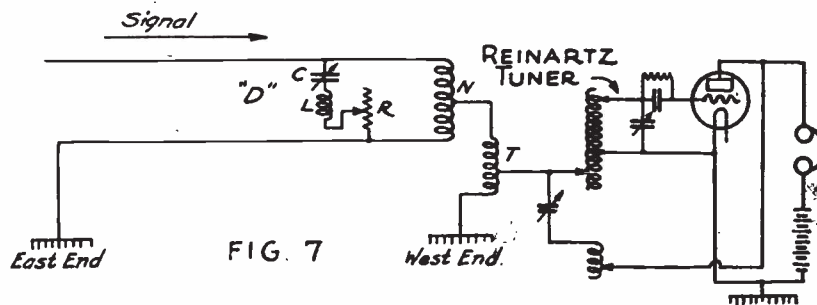 Signal
REINARTZ
TUNER
"D"
C
L
R
N
T
East End
FIG. 7
West End.